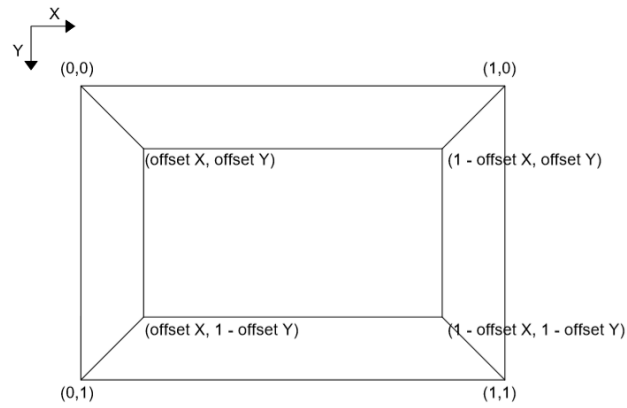 X
Y
(0,0)
(1,0)
(offset X, offset Y)
(1 - offset X, offset Y)
(offset X, 1 - offset Y)
(1 - offset X, 1 - offset Y)
(0,1)
(1,1)